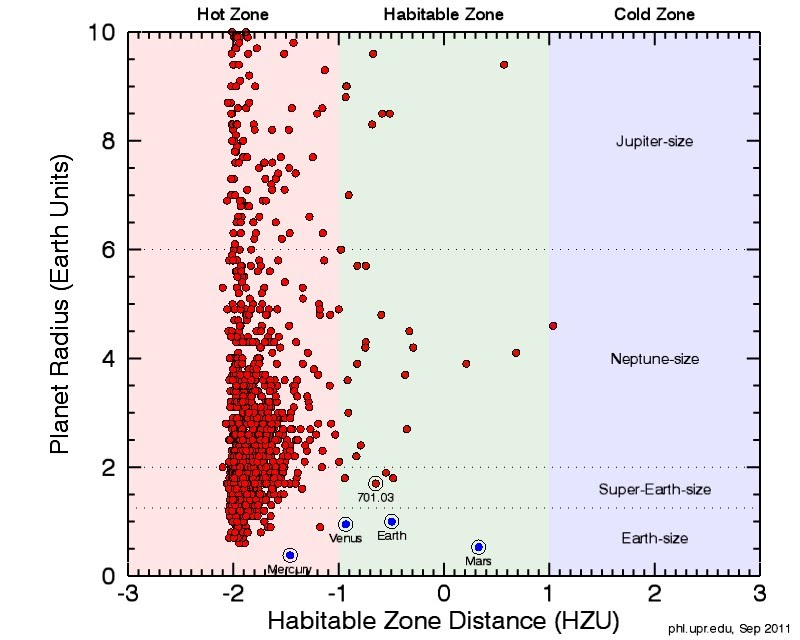 Hot Zone Habitable Zone Cold Zone
10
8
6
4
2
0
Planet Radius (Earth Units)
Jupiter-size
Neptune-size
Super-Earth-size
Earth-size
701.03
Venus
Earth
Mars
Mercury
-3 -2 -1 0 1 2 3
Habitable Zone Distance (HZU)
phl.upr.edu, Sep 2011